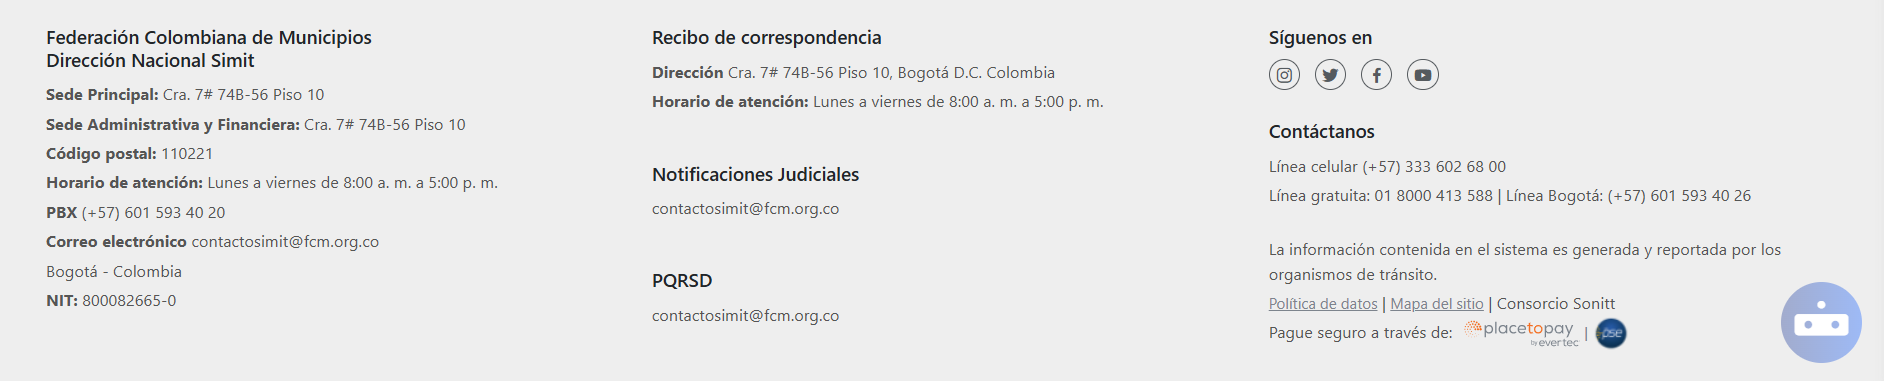 Federación Colombiana de Municipios
Dirección Nacional Simit
Sede Principal: Cra. 7# 74B-56 Piso 10
Sede Administrativa y Financiera: Cra. 7# 74B-56 Piso 10
Código postal: 110221
Horario de atención: Lunes a viernes de 8:00 a. m. a 5:00 p. m.
PBX (+57) 601 593 40 20
Correo electrónico contactosimit@fcm.org.co
Bogotá - Colombia
NIT: 800082665-0
Recibo de correspondencia
Dirección Cra. 7# 74B-56 Piso 10, Bogotá D.C. Colombia
Horario de atención: Lunes a viernes de 8:00 a. m. a 5:00 p. m.
Notificaciones Judiciales
contactosimit@fcm.org.co
PQRSD
contactosimit@fcm.org.co
Síguenos en
Contáctanos
Línea celular (+57) 333 602 68 00
Línea gratuita: 01 8000 413 588 | Línea Bogotá: (+57) 601 593 40 26
La información contenida en el sistema es generada y reportada por los
organismos de tránsito.
Política de datos | Mapa del sitio | Consorcio Sonitt
Pague seguro a través de: placetopay by evertec | pse